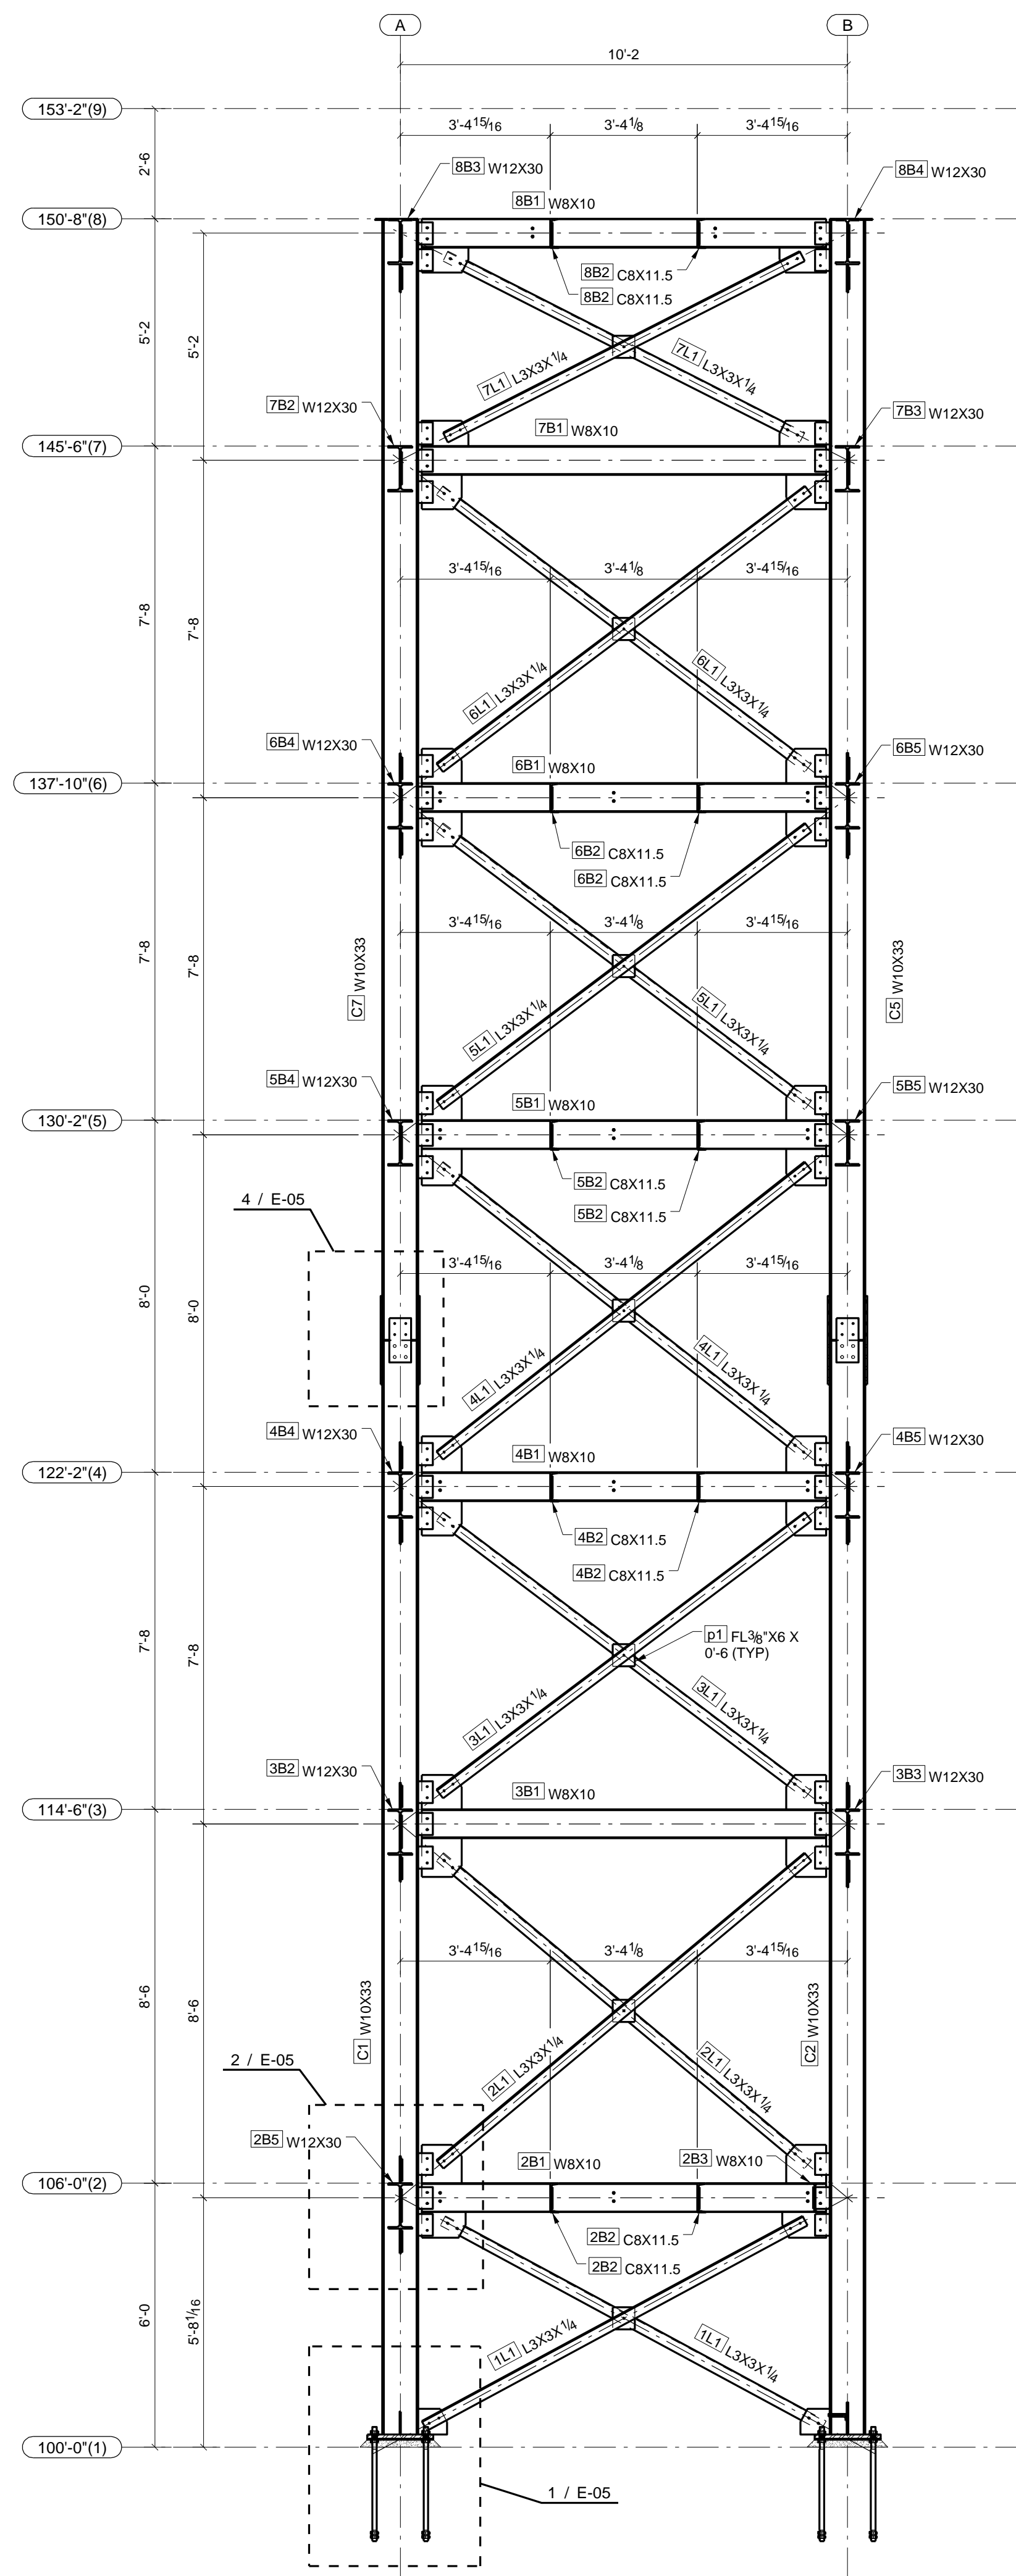 A
B
10'-2
153'-2"(9)
3'-4 15/16
3'-4 1/8
3'-4 15/16
2'-6
8B3 W12X30
8B4 W12X30
8B1 W8X10
150'-8"(8)
8B2 C8X11.5
8B2 C8X11.5
5'-2
5'-2
7L1 L3X3X1/4
7L1 L3X3X1/4
7B2 W12X30
7B1 W8X10
7B3 W12X30
145'-6"(7)
3'-4 15/16
3'-4 1/8
3'-4 15/16
7'-8
7'-8
6L1 L3X3X1/4
6L1 L3X3X1/4
6B4 W12X30
6B1 W8X10
6B5 W12X30
137'-10"(6)
6B2 C8X11.5
6B2 C8X11.5
3'-4 15/16
3'-4 1/8
3'-4 15/16
7'-8
7'-8
C7 W10X33
C5 W10X33
5L1 L3X3X1/4
5L1 L3X3X1/4
5B4 W12X30
5B1 W8X10
5B5 W12X30
130'-2"(5)
5B2 C8X11.5
5B2 C8X11.5
4 / E-05
3'-4 15/16
3'-4 1/8
3'-4 15/16
8'-0
8'-0
4L1 L3X3X1/4
4L1 L3X3X1/4
4B4 W12X30
4B1 W8X10
4B5 W12X30
122'-2"(4)
4B2 C8X11.5
4B2 C8X11.5
7'-8
7'-8
p1 FL3/8"X6 X
0'-6 (TYP)
3L1 L3X3X1/4
3L1 L3X3X1/4
3B2 W12X30
3B1 W8X10
3B3 W12X30
114'-6"(3)
3'-4 15/16
3'-4 1/8
3'-4 15/16
8'-6
8'-6
C1 W10X33
C2 W10X33
2 / E-05
2L1 L3X3X1/4
2L1 L3X3X1/4
2B5 W12X30
2B1 W8X10
2B3 W8X10
106'-0"(2)
2B2 C8X11.5
2B2 C8X11.5
6'-0
5'-8 1/16
1L1 L3X3X1/4
1L1 L3X3X1/4
100'-0"(1)
1 / E-05